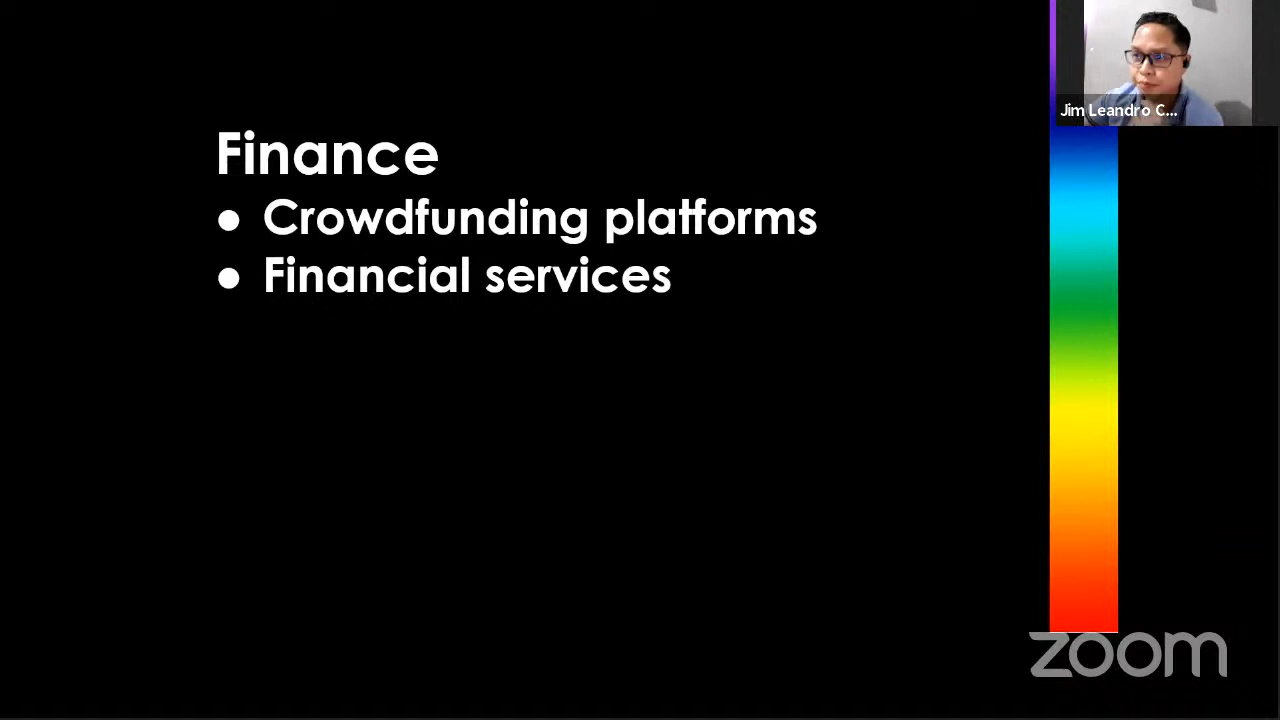 Finance
● Crowdfunding platforms
● Financial services
Jim Leandro C...
zoom